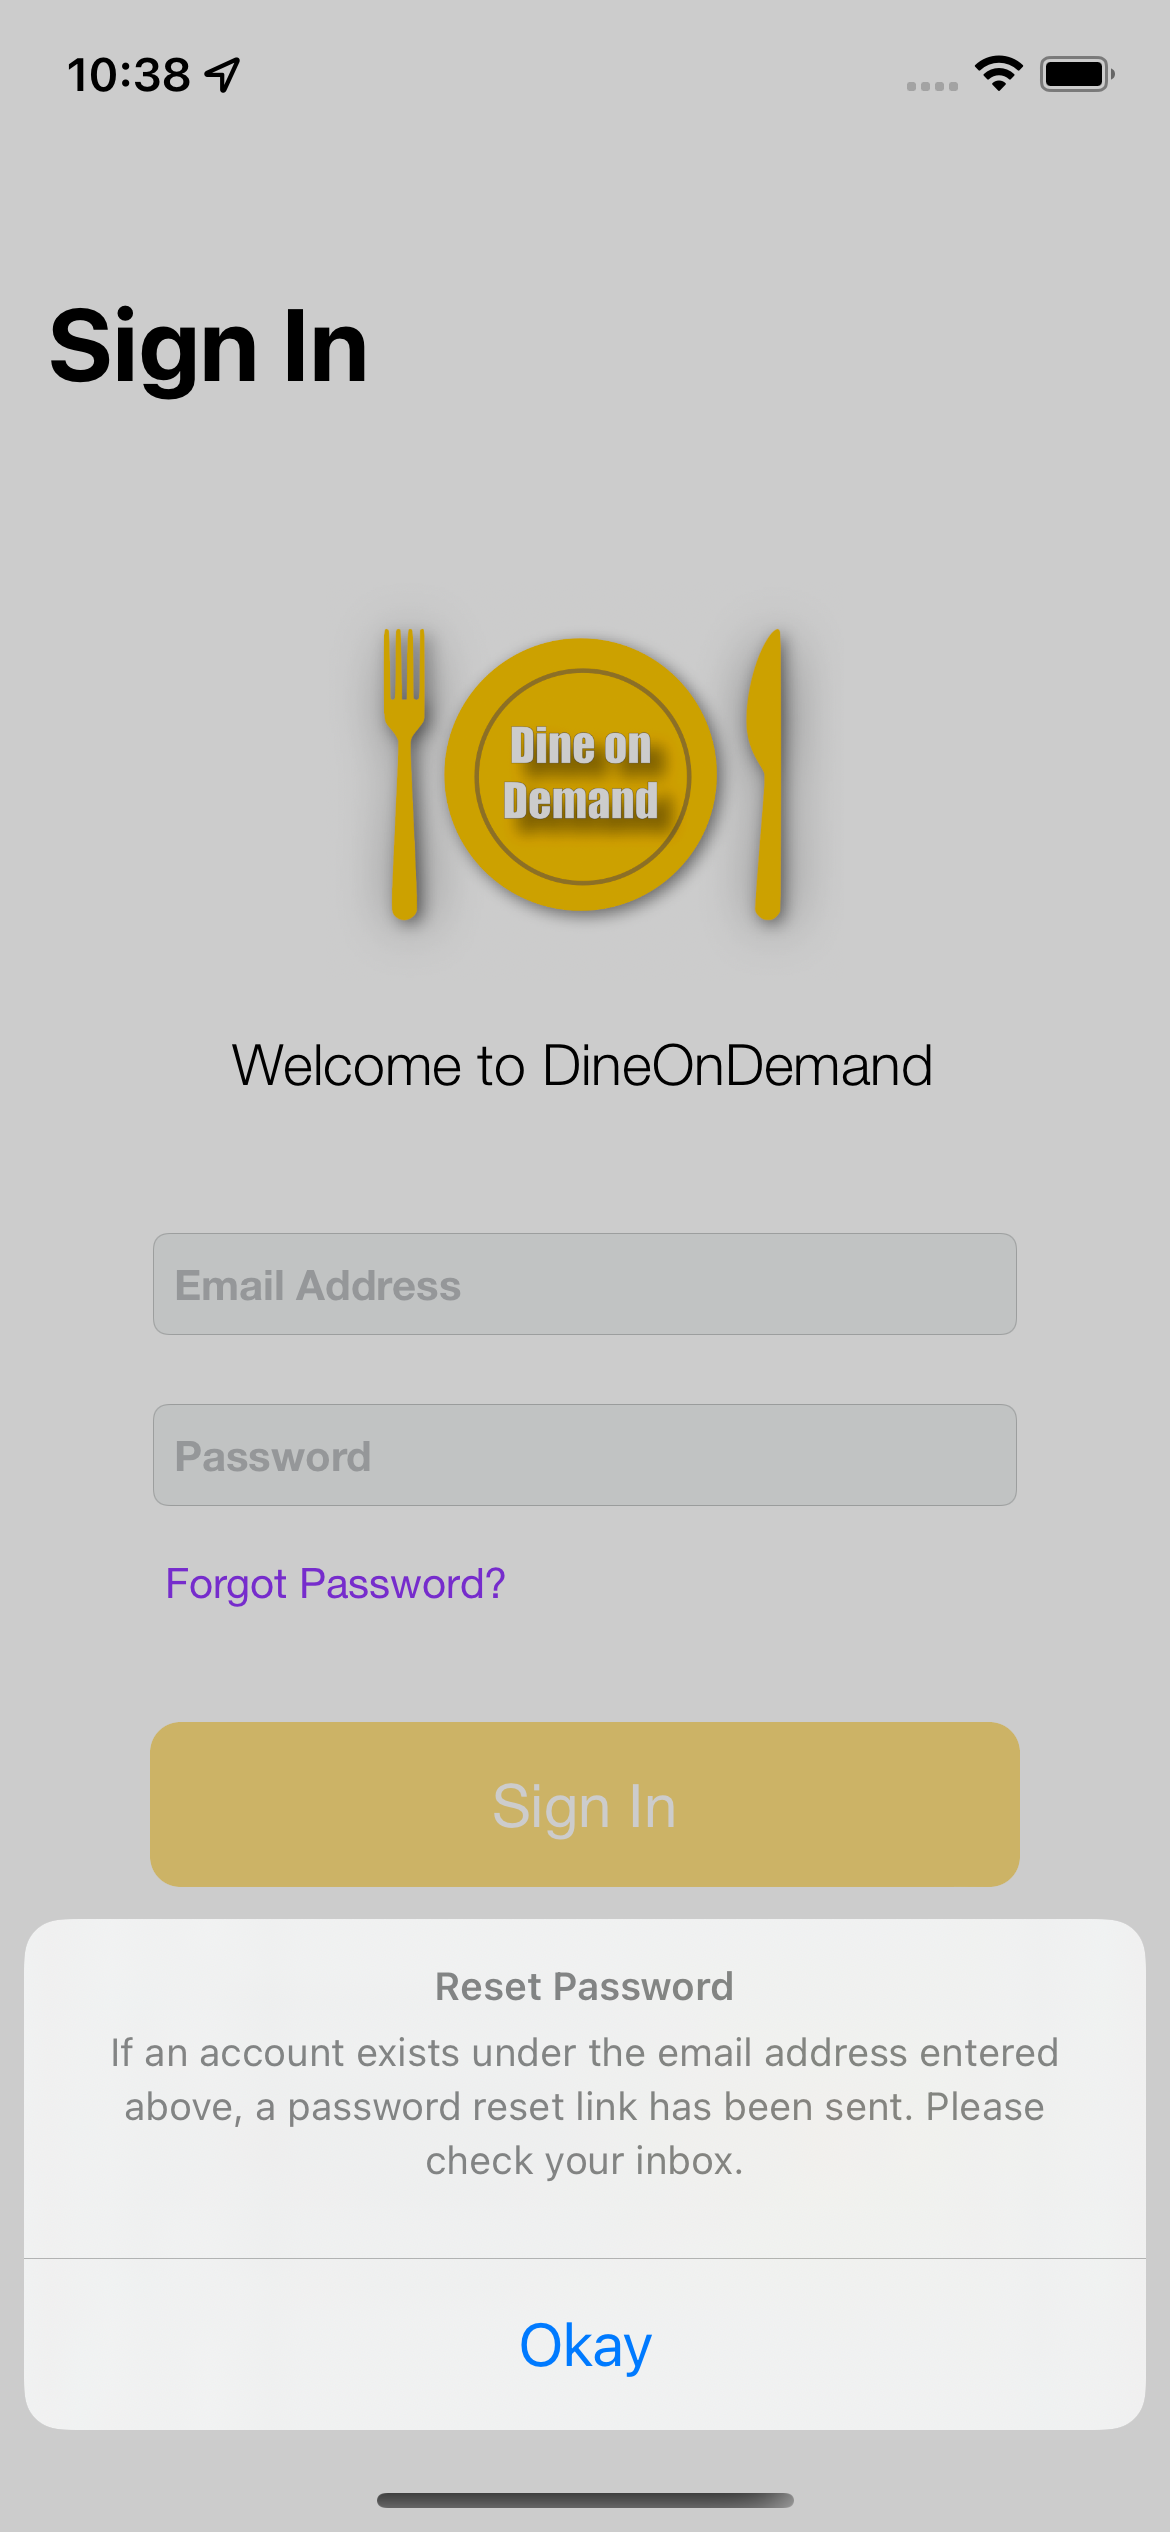 10:38
Sign In
Dine on
Demand
Welcome to DineOnDemand
Email Address
Password
Forgot Password?
Sign In
Reset Password
If an account exists under the email address entered
above, a password reset link has been sent. Please
check your inbox.
Okay